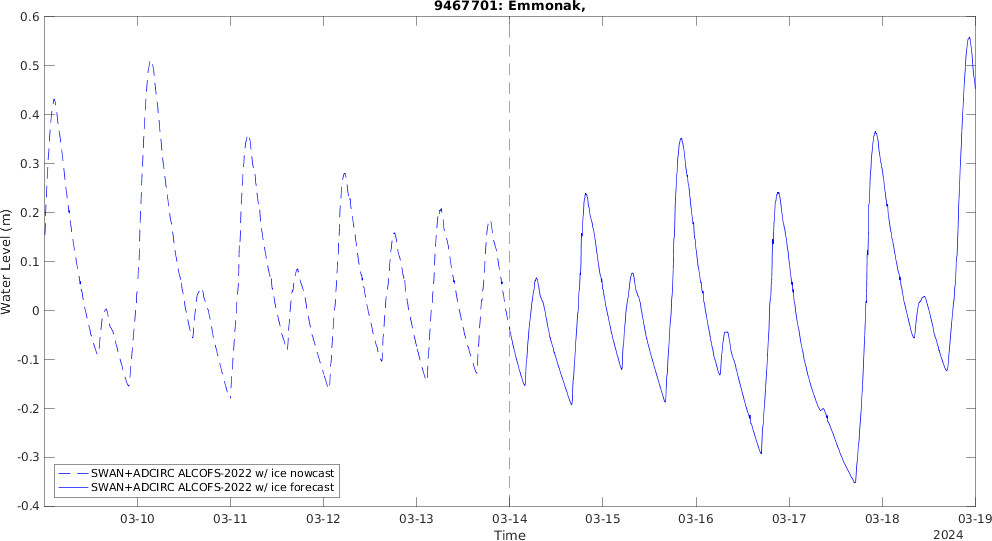 9467701: Emmonak,
Water Level (m)
0.6
0.5
0.4
0.3
0.2
0.1
0
-0.1
-0.2
-0.3
-0.4
SWAN+ADCIRC ALCOFS-2022 w/ ice nowcast
SWAN+ADCIRC ALCOFS-2022 w/ ice forecast
03-10 03-11 03-12 03-13 03-14 03-15 03-16 03-17 03-18 03-19
Time
2024